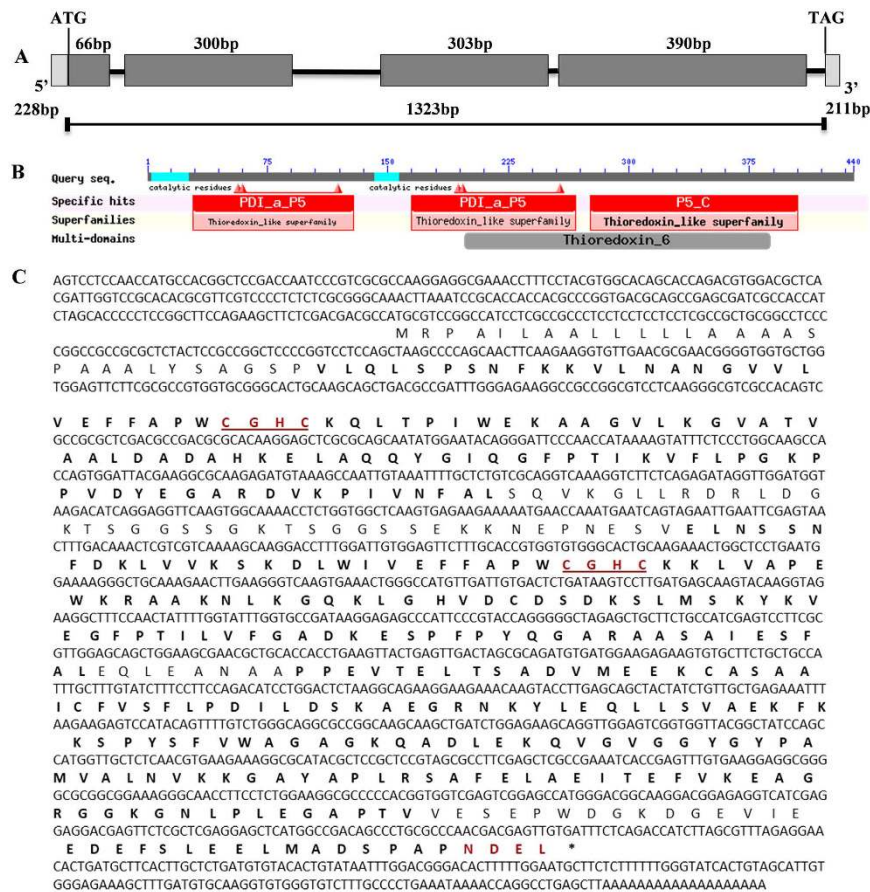 ATG
TAG
66bp
300bp
303bp
390bp
A
5’
3’
228bp
1323bp
211bp
B
1
75
150
225
300
375
440
Query seq.
catalytic residues
catalytic residues
Specific hits
PDI_a_P5
PDI_a_P5
P5_C
Superfamilies
Thioredoxin_like superfamily
Thioredoxin_like superfamily
Thioredoxin_like superfamily
Multi-domains
Thioredoxin_6
C
AGTCCTCCAACCATGCCACGGCTCCGACCAATCCCGTCGCGCCAAGGAGGCGAAACCTTTCCTACGTGGCACAGCACCAGACGTGGACGCTCA
CGATTGGTCCGCACACGCGTTCGTCCCCTCTCTCGCGGGCAAACTTAAATCCGCACCACCACGCCCGGTGACGCAGCCGAGCGATCGCCACCAT
CTAGCACCCCCTCCGGCTTCCAGAAGCTTCTCGACGACGCCATGCGTCCGGCCATCCTCGCCGCCCTCCTCCTCCTCCTCGCCGCTGCGGCCTCCC
M R P A I L A A L L L L L A A A A S
CGGCCGCCGCGCTCTACTCCGCCGGCTCCCCGGTCCTCCAGCTAAGCCCCAGCAACTTCAAGAAGGTGTTGAACGCGAACGGGGTGGTGCTGG
P A A A L Y S A G S P V L Q L S P S N F K K V L N A N G V V L
TGGAGTTCTTCGCGCCGTGGTGCGGGCACTGCAAGCAGCTGACGCCGATTTGGGAGAAGGCCGCCGGCGTCCTCAAGGGCGTCGCCACAGTC
V E F F A P W C G H C K Q L T P I W E K A A G V L K G V A T V
GCCGCGCTCGACGCCGACGCGCACAAGGAGCTCGCGCAGCAATATGGAATACAGGGATTCCCAACCATAAAAGTATTTCTCCCTGGCAAGCCA
A A L D A D A H K E L A Q Q Y G I Q G F P T I K V F L P G K P
CCAGTGGATTACGAAGGCGCAAGAGATGTAAAGCCAATTGTAAATTTTGCTCTGTCGCAGGTCAAAGGTCTTCTCAGAGATAGGTTGGATGGT
P V D Y E G A R D V K P I V N F A L S Q V K G L L R D R L D G
AAGACATCAGGAGGTTCAAGTGGCAAAACCTCTGGTGGCTCAAGTGAGAAGAAAAATGAACCAAATGAATCAGTAGAATTGAATTCGAGTAA
K T S G G S S G K T S G G S S E K K N E P N E S V E L N S S N
CTTTGACAAACTCGTCGTCAAAAGCAAGGACCTTTGGATTGTGGAGTTCTTTGCACCGTGGTGTGGGCACTGCAAGAAACTGGCTCCTGAATG
F D K L V V K S K D L W I V E F F A P W C G H C K K L A P E
GAAAAGGGCTGCAAAGAACTTGAAGGGTCAAGTGAAACTGGGCCATGTTGATTGTGACTCTGATAAGTCCTTGATGAGCAAGTACAAGGTAG
W K R A A K N L K G Q K L G H V D C D S D K S L M S K Y K V
AAGGCTTTCCAACTATTTTGGTATTTGGTGCCGATAAGGAGAGCCCATTCCCGTACCAGGGGGCTAGAGCTGCTTCTGCCATCGAGTCCTTCGC
E G F P T I L V F G A D K E S P F P Y Q G A R A A S A I E S F
GTTGGAGCAGCTGGAAGCGAACGCTGCACCACCTGAAGTTACTGAGTTGACTAGCGCAGATGTGATGGAAGAGAAGTGTGCTTCTGCTGCCA
A L E Q L E A N A A P P E V T E L T S A D V M E E K C A S A A
TTTGCTTTGTATCTTTCCTTCCAGACATCCTGGACTCTAAGGCAGAAGGAAGAAACAAGTACCTTGAGCAGCTACTATCTGTTGCTGAGAAATTT
I C F V S F L P D I L D S K A E G R N K Y L E Q L L S V A E K F K
AAGAAGAGTCCATACAGTTTTGTCTGGGCAGGCGCCGGCAAGCAAGCTGATCTGGAGAAGCAGGTTGGAGTCGGTGGTTACGGCTATCCAGC
K S P Y S F V W A G A G K Q A D L E K Q V G V G G Y G Y P A
CATGGTTGCTCTCAACGTGAAGAAAGGCGCATACGCTCCGCTCCGTAGCGCCTTCGAGCTCGCCGAAATCACCGAGTTTGTGAAGGAGGCGGG
M V A L N V K K G A Y A P L R S A F E L A E I T E F V K E A G
GCGCGGCGGAAAGGGCAACCTTCCTCTGGAAGGCGCCCCCACGGTGGTCGAGTCGGAGCCATGGGACGGCAAGGACGGAGAGGTCATCGAG
R G G K G N L P L E G A P T V V E S E P W D G K D G E V I E
GAGGACGAGTTCTCGCTCGAGGAGCTCATGGCCGACAGCCCTGCGCCCAACGACGAGTTGTGATTTCTCAGACCATCTTAGCGTTTAGAGGAA
E D E F S L E E L M A D S P A P N D E L *
CACTGATGCTTCACTTGCTCTGATGTGTACACTGTATAATTTGGACGGGACACTTTTTGGAATGCTTCTCTTTTTTGGGTATCACTGTAGCATTGT
GGGAGAAAGCTTTGATGTGCAAGGTGTGGGTGTCTTTGCCCCTGAAATAAAACCAGGCCTGAGCTTAAAAAAAAAAAAAAAAAA